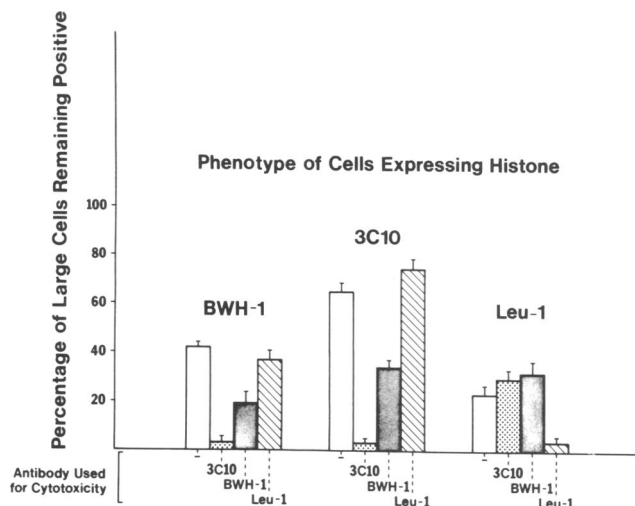 Percentage of Large Cells Remaining Positive
Phenotype of Cells Expressing Histone
100
80
60
40
20
BWH-1
3C10
Leu-1
Antibody Used
for Cytotoxicity
- 3C10 BWH-1 Leu-1
- 3C10 BWH-1 Leu-1
- 3C10 BWH-1 Leu-1